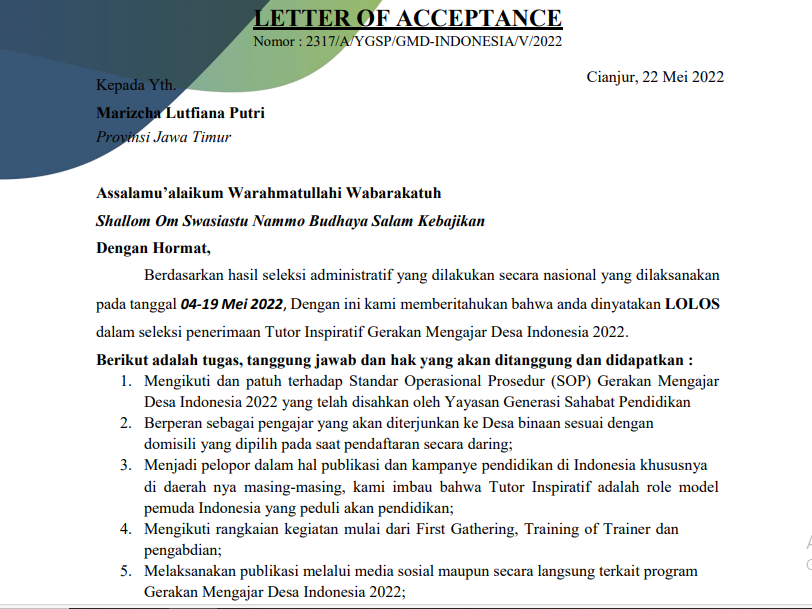 LETTER OF ACCEPTANCE
Nomor : 2317/A/YGSP/GMD-INDONESIA/V/2022
Cianjur, 22 Mei 2022
Kepada Yth.
Marizcha Lutfiana Putri
Provinsi Jawa Timur
Assalamu’alaikum Warahmatullahi Wabarakatuh
Shallom Om Swasiastu Nammo Budhaya Salam Kebajikan
Dengan Hormat,
Berdasarkan hasil seleksi administratif yang dilakukan secara nasional yang dilaksanakan
pada tanggal 04-19 Mei 2022, Dengan ini kami memberitahukan bahwa anda dinyatakan LOLOS
dalam seleksi penerimaan Tutor Inspiratif Gerakan Mengajar Desa Indonesia 2022.
Berikut adalah tugas, tanggung jawab dan hak yang akan ditanggung dan didapatkan :
1. Mengikuti dan patuh terhadap Standar Operasional Prosedur (SOP) Gerakan Mengajar
Desa Indonesia 2022 yang telah disahkan oleh Yayasan Generasi Sahabat Pendidikan
2. Berperan sebagai pengajar yang akan diterjunkan ke Desa binaan sesuai dengan
domisili yang dipilih pada saat pendaftaran secara daring;
3. Menjadi pelopor dalam hal publikasi dan kampanye pendidikan di Indonesia khususnya
di daerah nya masing-masing, kami imbau bahwa Tutor Inspiratif adalah role model
pemuda Indonesia yang peduli akan pendidikan;
4. Mengikuti rangkaian kegiatan mulai dari First Gathering, Training of Trainer dan
pengabdian;
5. Melaksanakan publikasi melalui media sosial maupun secara langsung terkait program
Gerakan Mengajar Desa Indonesia 2022;